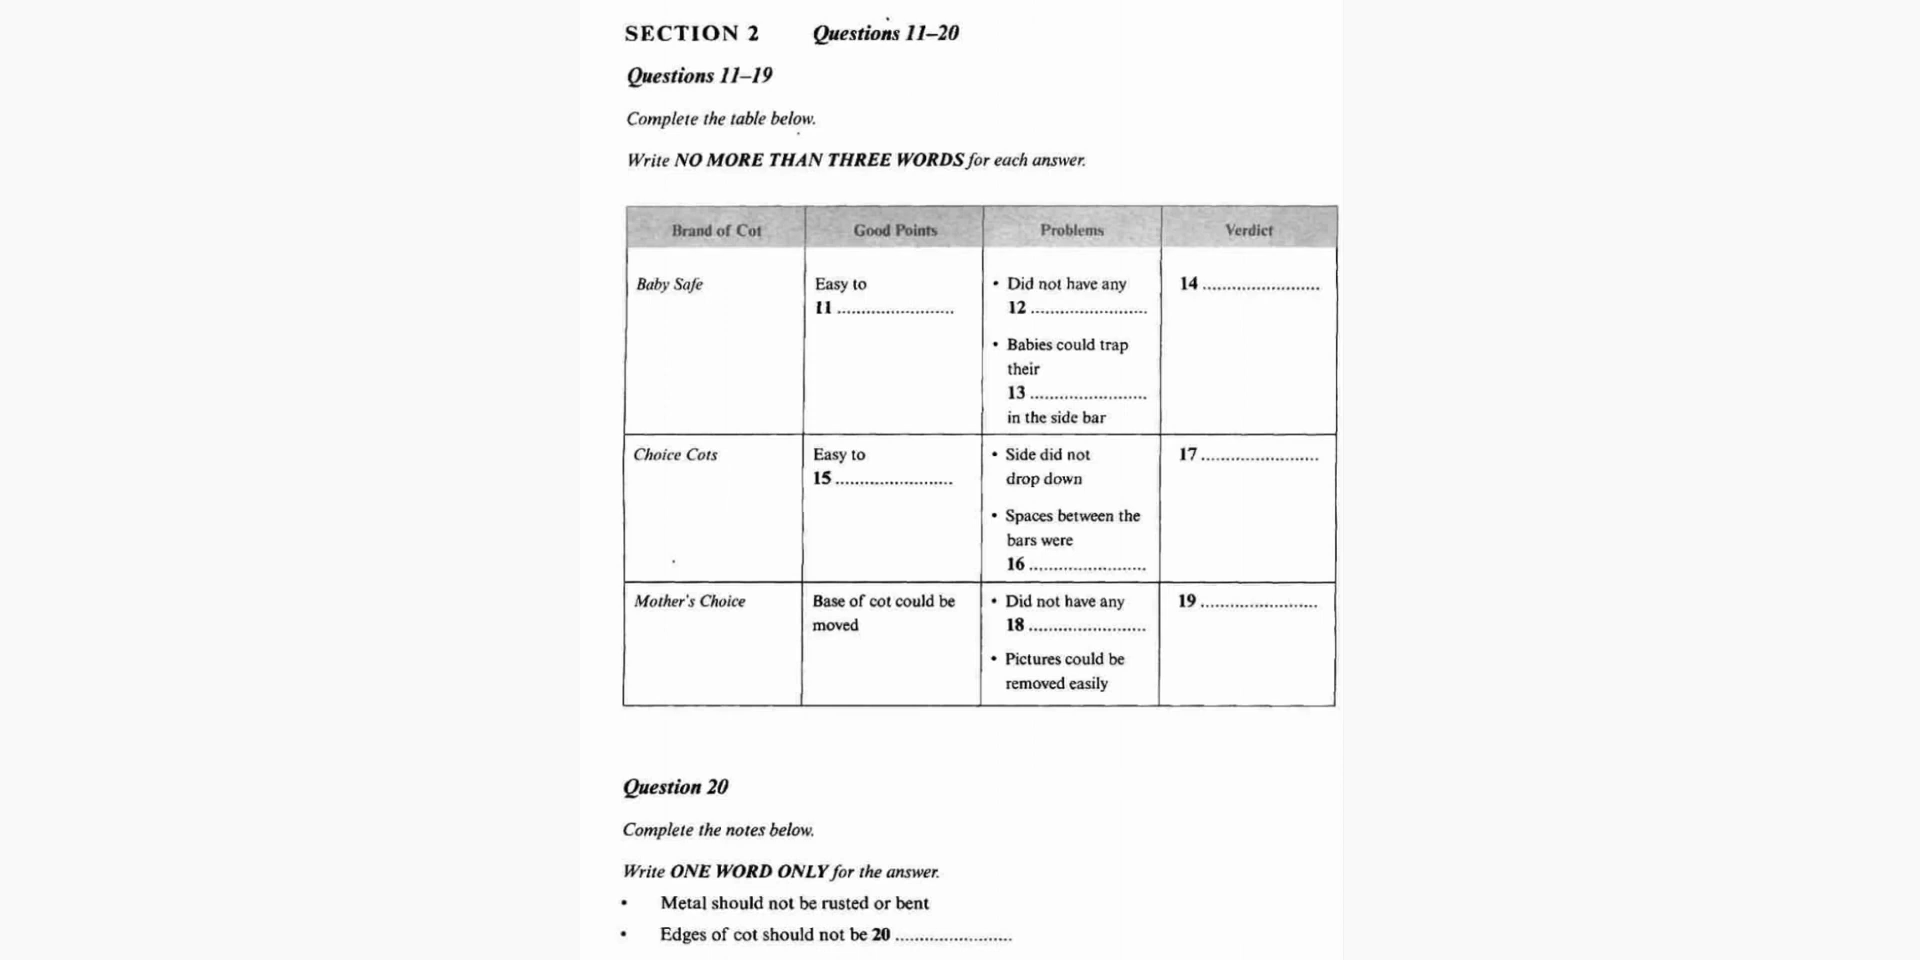 SECTION 2 Questions 11–20
Questions 11–19
Complete the table below.
Write NO MORE THAN THREE WORDS for each answer.
Brand of Cot Good Points Problems Verdict
Baby Safe
Easy to
11 ........................
• Did not have any
12 ........................
• Babies could trap
their
13 ........................
in the side bar
14 ........................
Choice Cots
Easy to
15 ........................
• Side did not
drop down
• Spaces between the
bars were
16 ........................
17 ........................
Mother's Choice
Base of cot could be
moved
• Did not have any
18 ........................
• Pictures could be
removed easily
19 ........................
Question 20
Complete the notes below.
Write ONE WORD ONLY for the answer.
• Metal should not be rusted or bent
• Edges of cot should not be 20 ........................